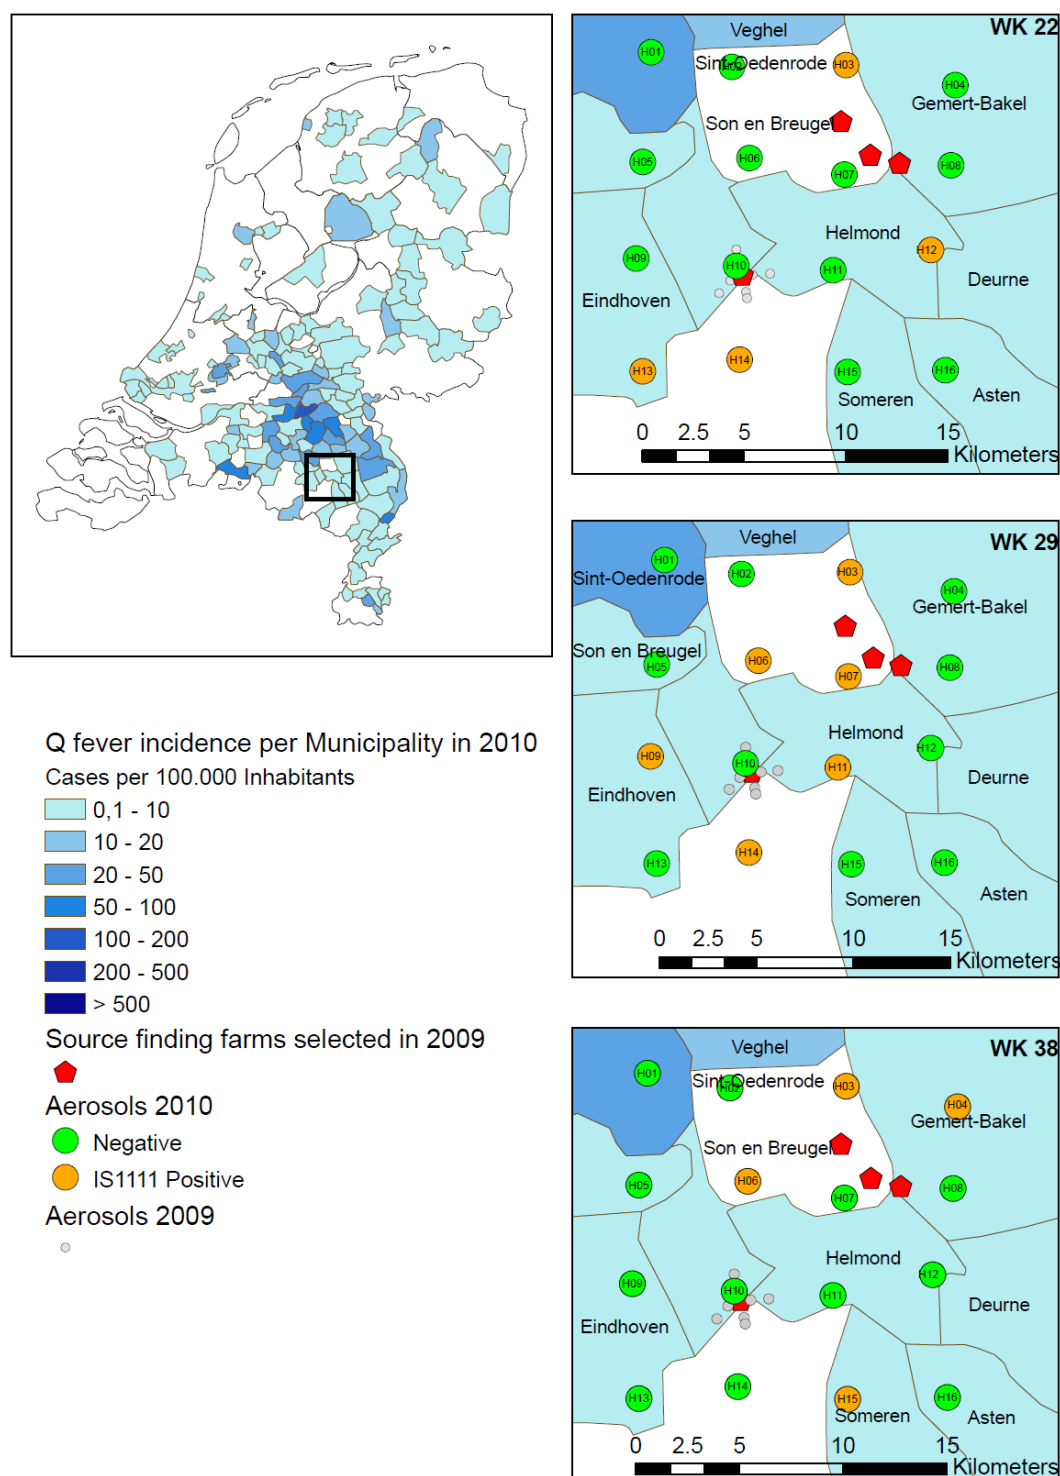 Q fever incidence per Municipality in 2010
Cases per 100.000 Inhabitants
0,1 - 10
10 - 20
20 - 50
50 - 100
100 - 200
200 - 500
> 500
Source finding farms selected in 2009
Aerosols 2010
Negative
IS1111 Positive
Aerosols 2009
WK 22
Veghel
H01
Sint-Oedenrode
H02
H03
H04
Gemert-Bakel
Son en Breugel
H05
H06
H07
H08
Helmond
H09
H10
H11
H12
Deurne
Eindhoven
H13
H14
H15
H16
Someren
Asten
0 2.5 5 10 15
Kilometers
WK 29
Veghel
H01
Sint-Oedenrode
H02
H03
H04
Gemert-Bakel
Son en Breugel
H05
H06
H07
H08
Helmond
H09
H10
H11
H12
Deurne
Eindhoven
H13
H14
H15
H16
Someren
Asten
0 2.5 5 10 15
Kilometers
WK 38
Veghel
H01
Sint-Oedenrode
H02
H03
H04
Gemert-Bakel
Son en Breugel
H05
H06
H07
H08
Helmond
H09
H10
H11
H12
Deurne
Eindhoven
H13
H14
H15
H16
Someren
Asten
0 2.5 5 10 15
Kilometers